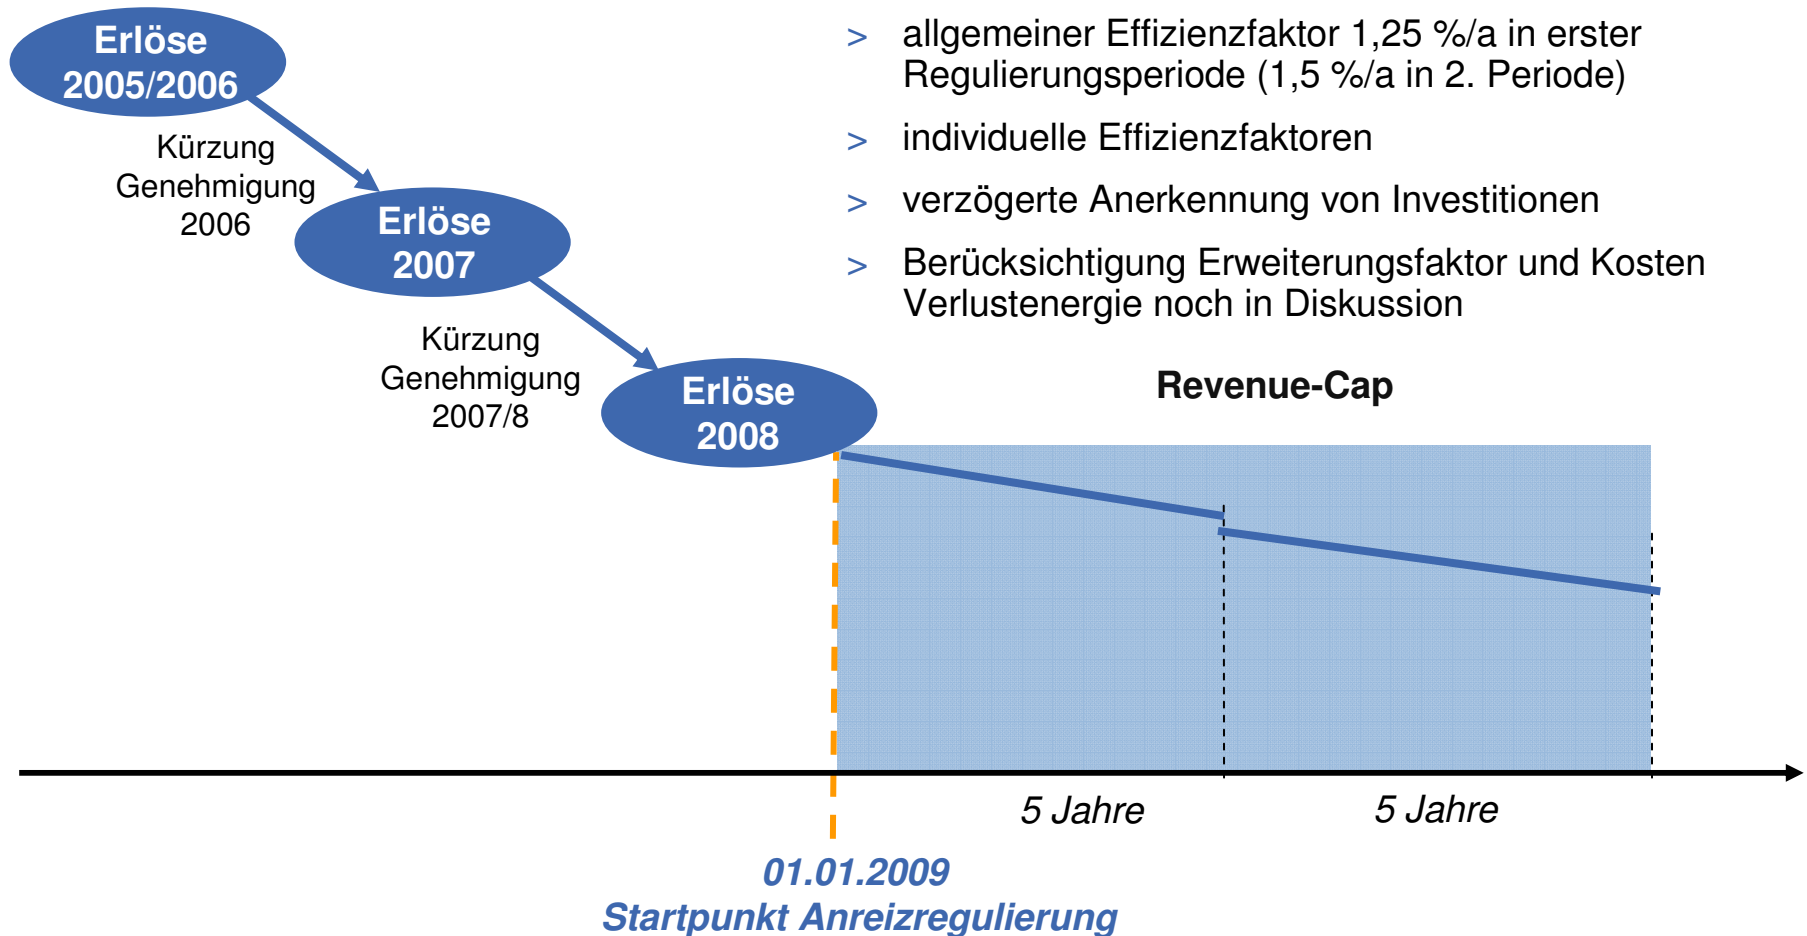 Erlöse
2005/2006
Kürzung
Genehmigung
2006
Erlöse
2007
Kürzung
Genehmigung
2007/8
Erlöse
2008
> allgemeiner Effizienzfaktor 1,25 %/a in erster
Regulierungsperiode (1,5 %/a in 2. Periode)
> individuelle Effizienzfaktoren
> verzögerte Anerkennung von Investitionen
> Berücksichtigung Erweiterungsfaktor und Kosten
Verlustenergie noch in Diskussion
Revenue-Cap
5 Jahre
5 Jahre
01.01.2009
Startpunkt Anreizregulierung